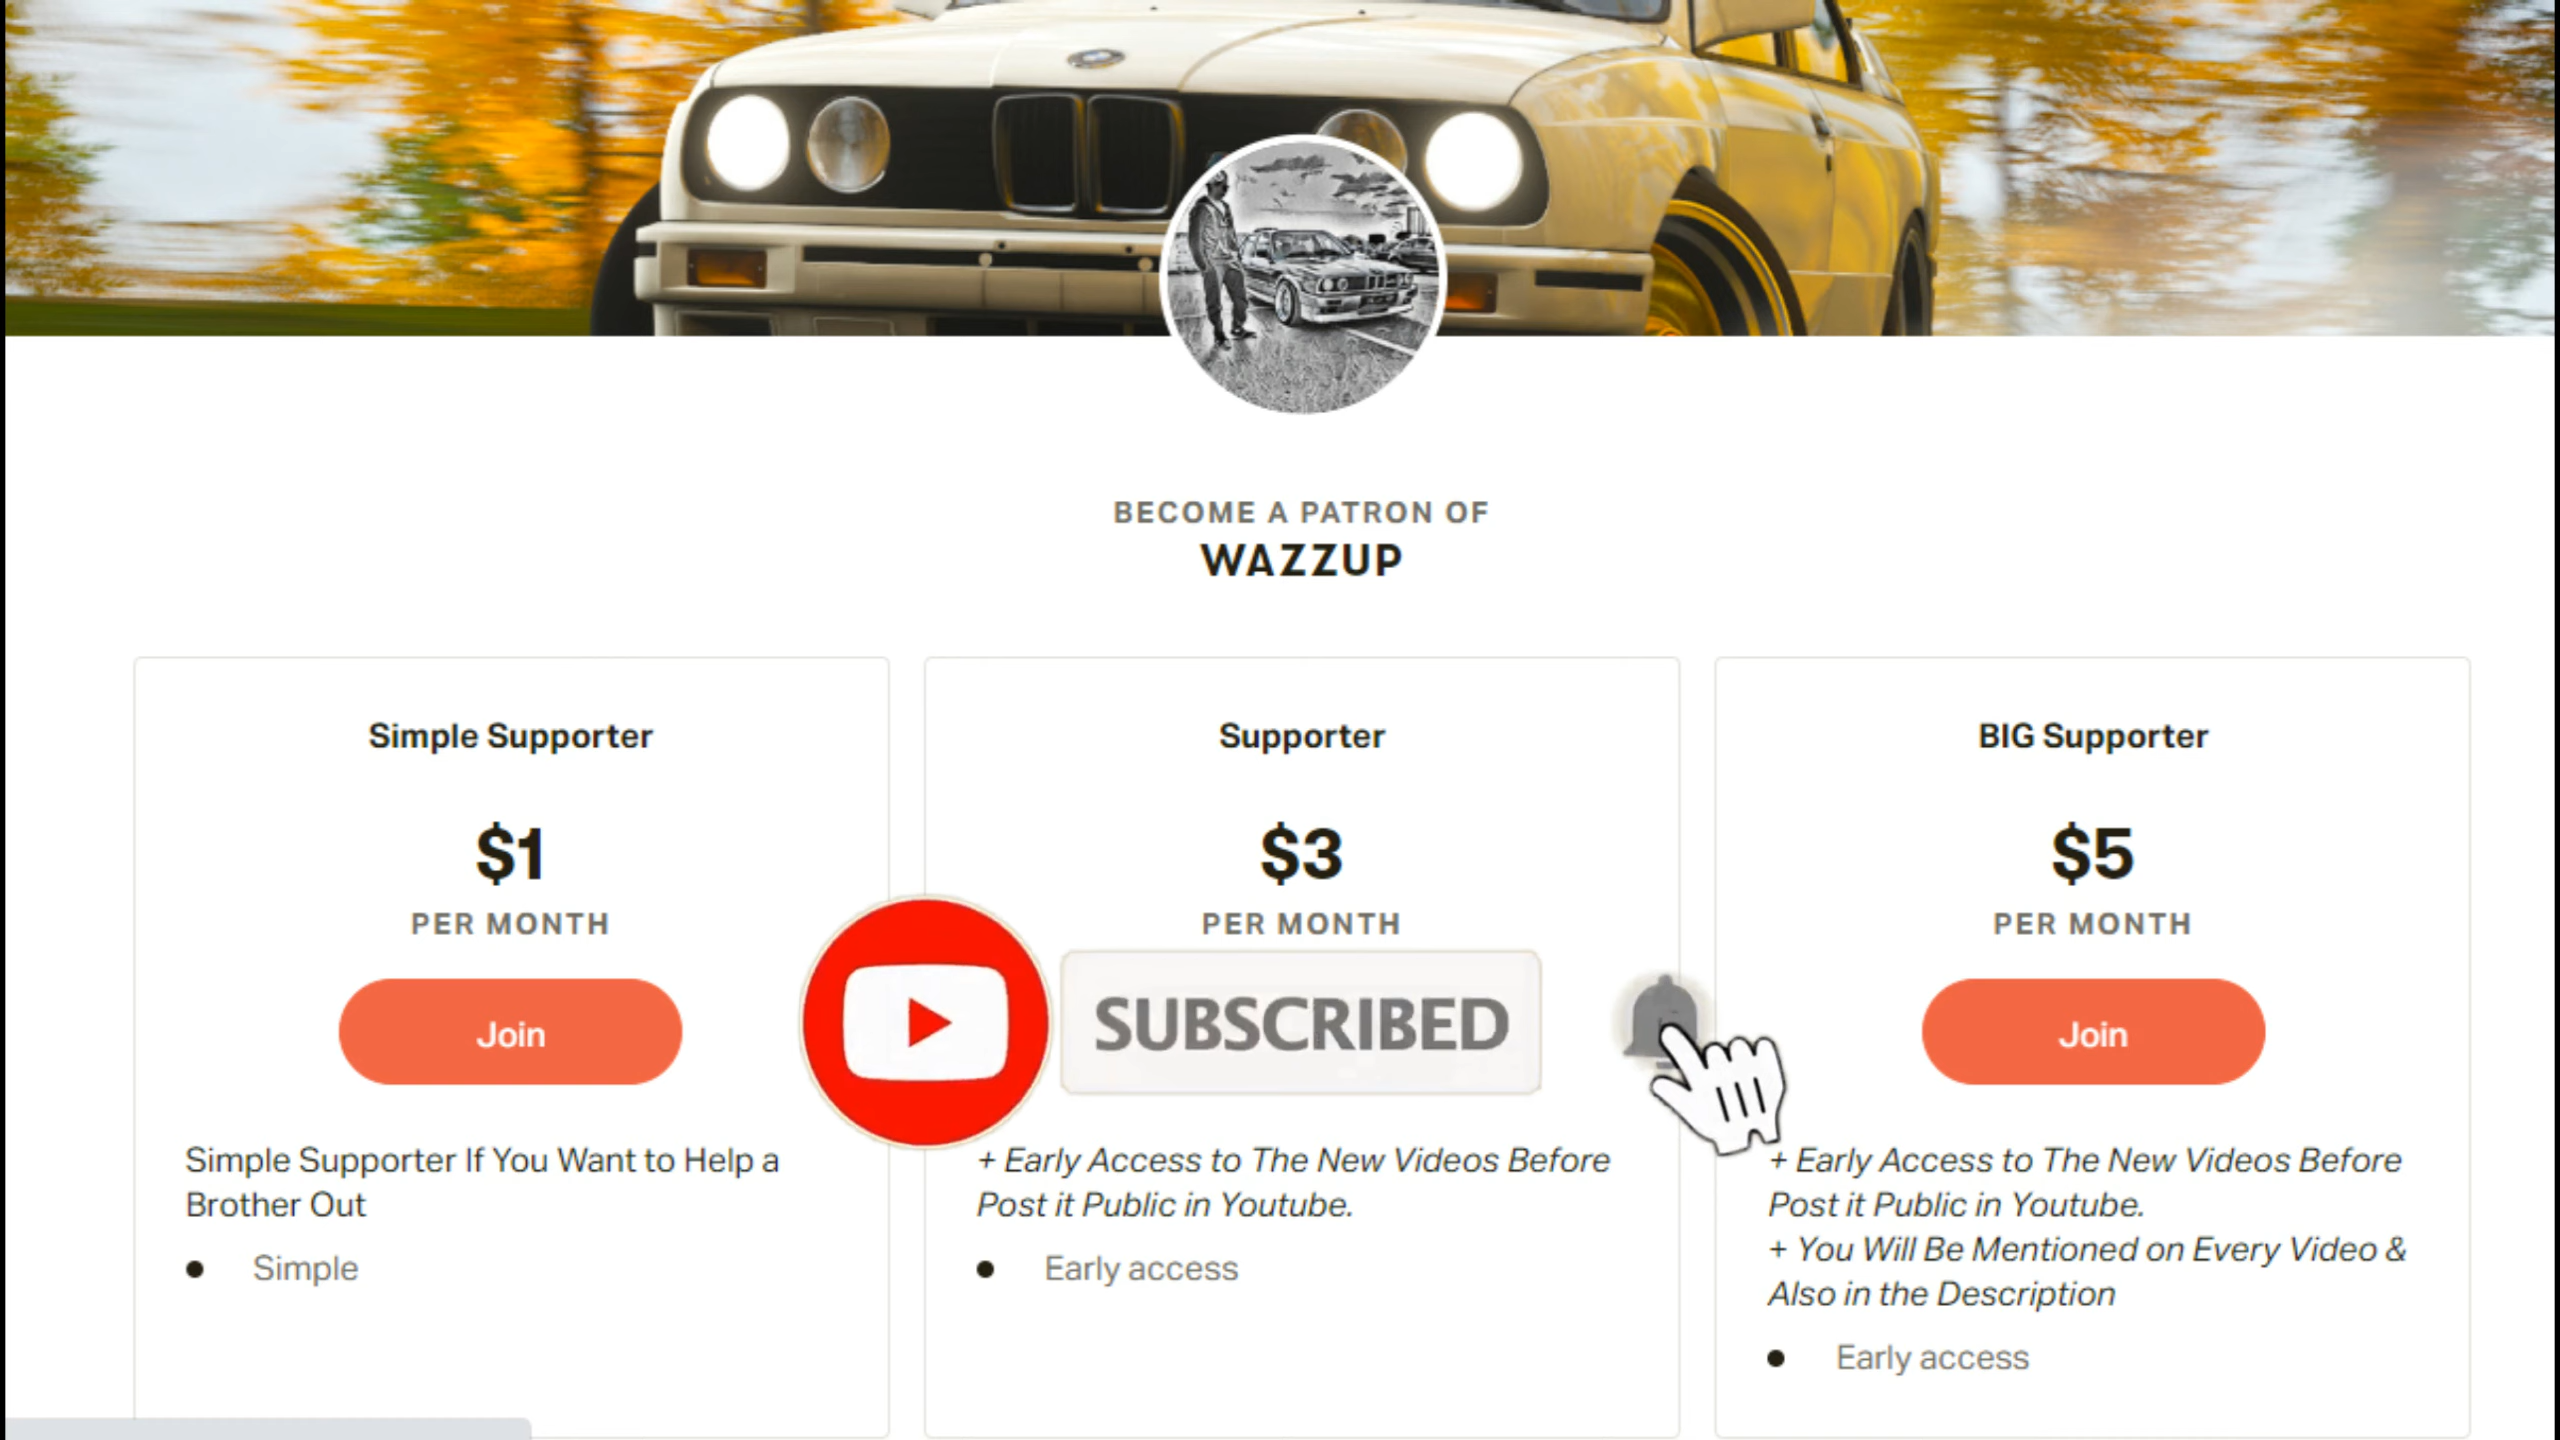 BECOME A PATRON OF
WAZZUP
Simple Supporter
$1
PER MONTH
Join
Simple Supporter If You Want to Help a
Brother Out
Simple
Supporter
$3
PER MONTH
SUBSCRIBED
+ Early Access to The New Videos Before
Post it Public in Youtube.
Early access
BIG Supporter
$5
PER MONTH
Join
+ Early Access to The New Videos Before
Post it Public in Youtube.
+ You Will Be Mentioned on Every Video &
Also in the Description
Early access